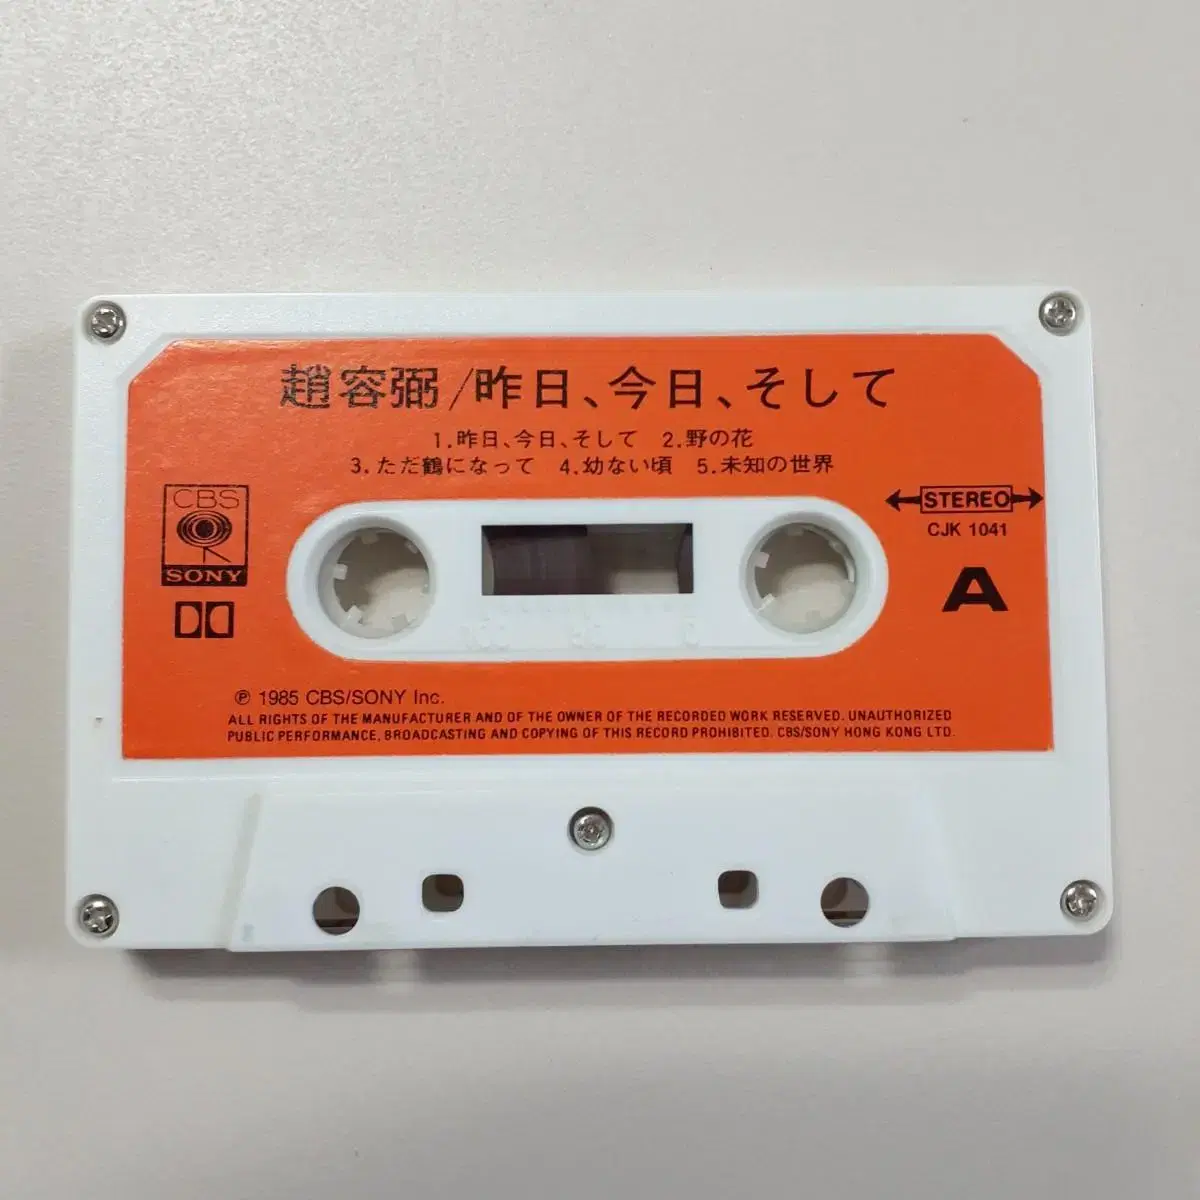 趙容弼/昨日、今日、そして
1.昨日、今日、そして 2.野の花
3.ただ鶴になって 4.幼ない頃 5.未知の世界
CBS
SONY
STEREO
CJK 1041
A
Ⓟ 1985 CBS/SONY Inc.
ALL RIGHTS OF THE MANUFACTURER AND OF THE OWNER OF THE RECORDED WORK RESERVED. UNAUTHORIZED
PUBLIC PERFORMANCE, BROADCASTING AND COPYING OF THIS RECORD PROHIBITED. CBS/SONY HONG KONG LTD.